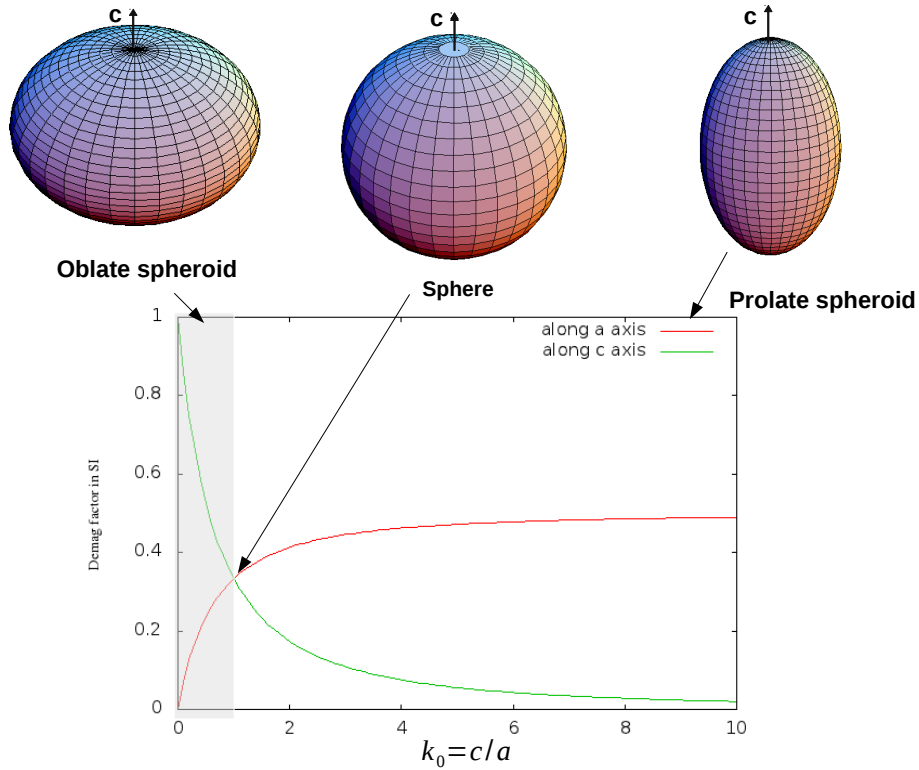 c
c
c
Oblate spheroid
Sphere
Prolate spheroid
1
along a axis
along c axis
0.8
0.6
0.4
0.2
0
Demag factor in SI
0 2 4 6 8 10
k₀=c/a